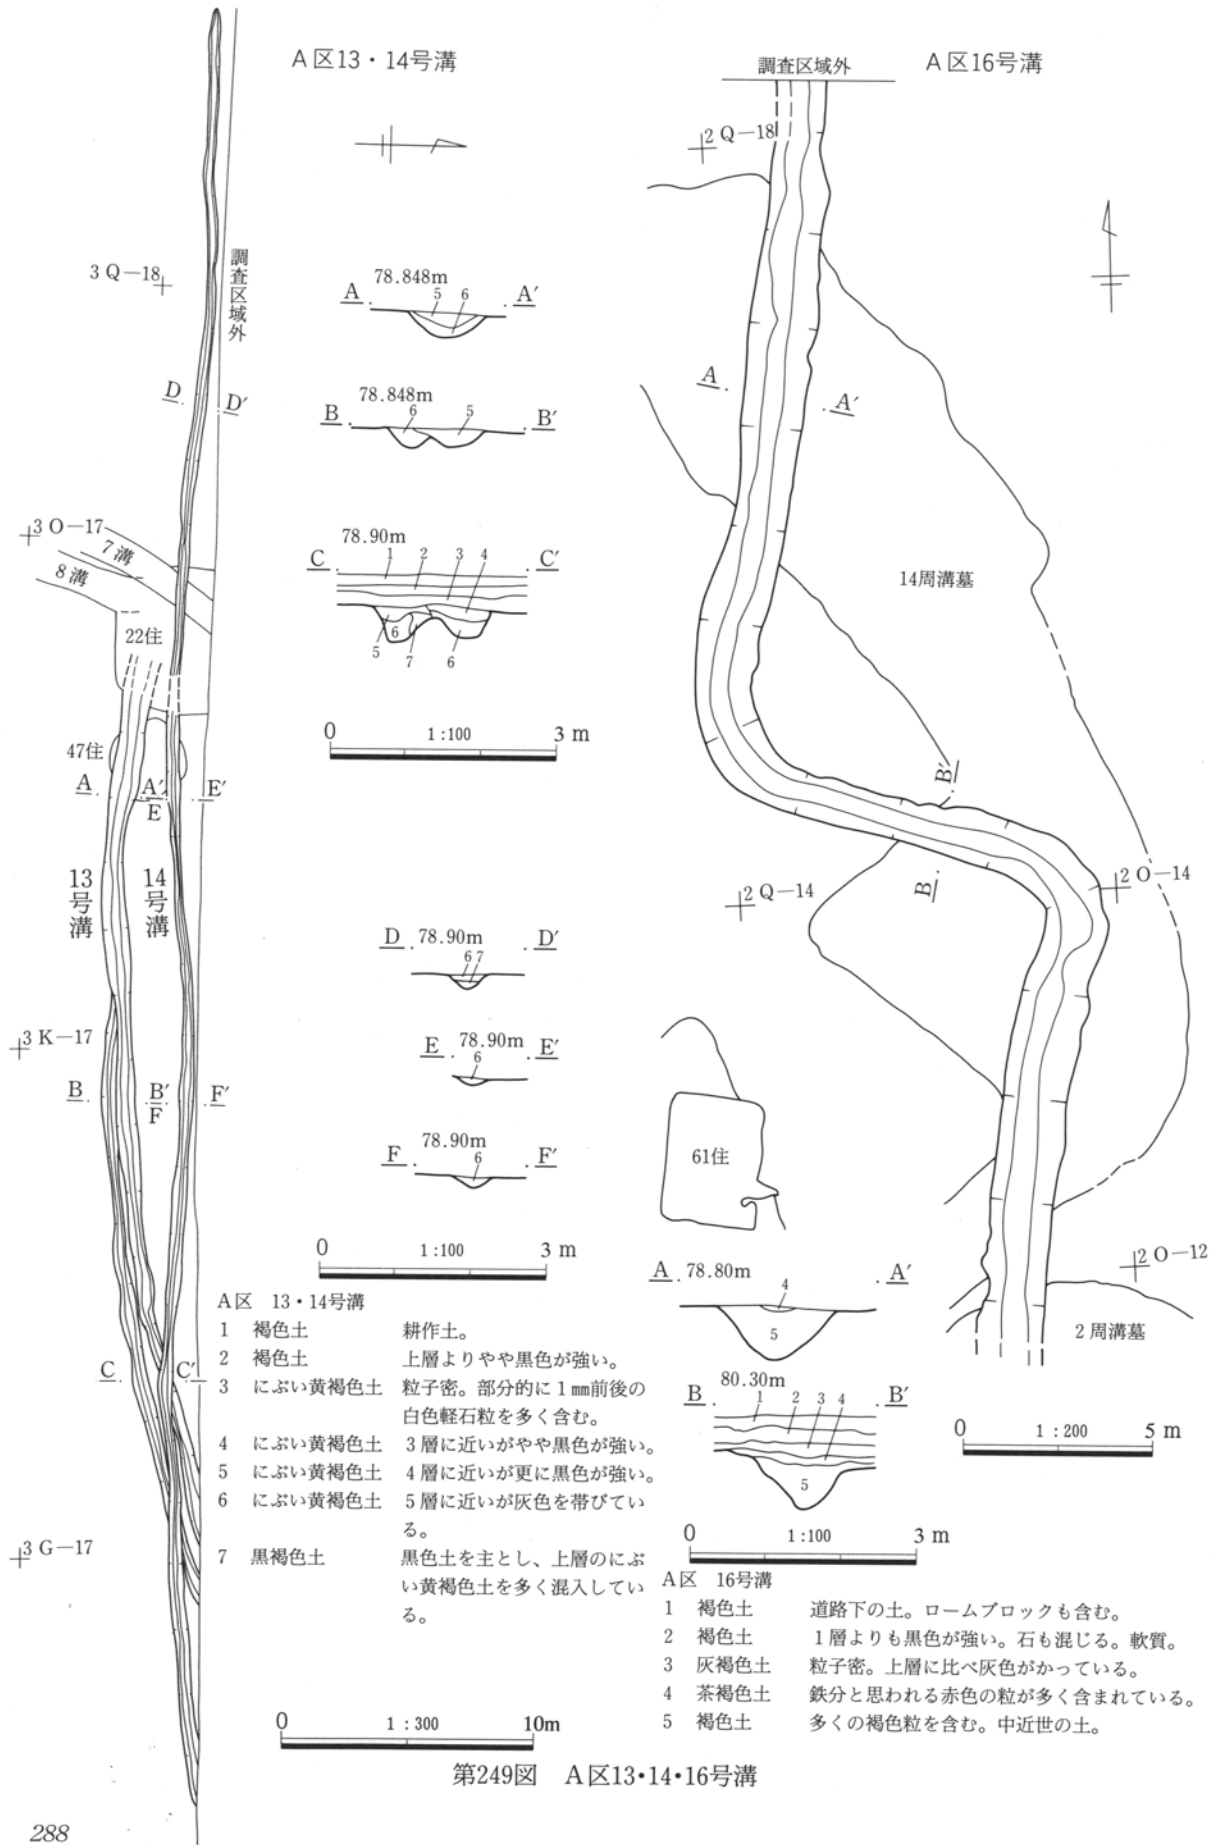 A区13・14号溝
調査区域外
3 Q—18
D D′
3 O—17
7溝
8溝
22住
47住
A A′ E E′
13号溝
14号溝
3 K—17
B B′ F F′
C C′
3 G—17
A 78.848m A′
5 6
B 78.848m B′
6 5
C 78.90m C′
1 2 3 4
5 6 7 6
0 1:100 3 m
D 78.90m D′
6 7
E 78.90m E′
6
F 78.90m F′
6
0 1:100 3 m
A区 13・14号溝
1 褐色土 耕作土。
2 褐色土 上層よりやや黒色が強い。
3 にぶい黄褐色土 粒子密。部分的に1㎜前後の
白色軽石粒を多く含む。
4 にぶい黄褐色土 3層に近いがやや黒色が強い。
5 にぶい黄褐色土 4層に近いが更に黒色が強い。
6 にぶい黄褐色土 5層に近いが灰色を帯びてい
る。
7 黒褐色土 黒色土を主とし、上層のにぶ
い黄褐色土を多く混入してい
る。
0 1:300 10m
A区16号溝
調査区域外
2 Q—18
A A′
14周溝墓
B′
B
2 Q—14
2 O—14
61住
2 O—12
2周溝墓
A 78.80m A′
4
5
B 80.30m B′
1 2 3 4
5
0 1:200 5 m
0 1:100 3 m
A区 16号溝
1 褐色土 道路下の土。ロームブロックも含む。
2 褐色土 1層よりも黒色が強い。石も混じる。軟質。
3 灰褐色土 粒子密。上層に比べ灰色がかっている。
4 茶褐色土 鉄分と思われる赤色の粒が多く含まれている。
5 褐色土 多くの褐色粒を含む。中近世の土。
第249図 A区13・14・16号溝
288